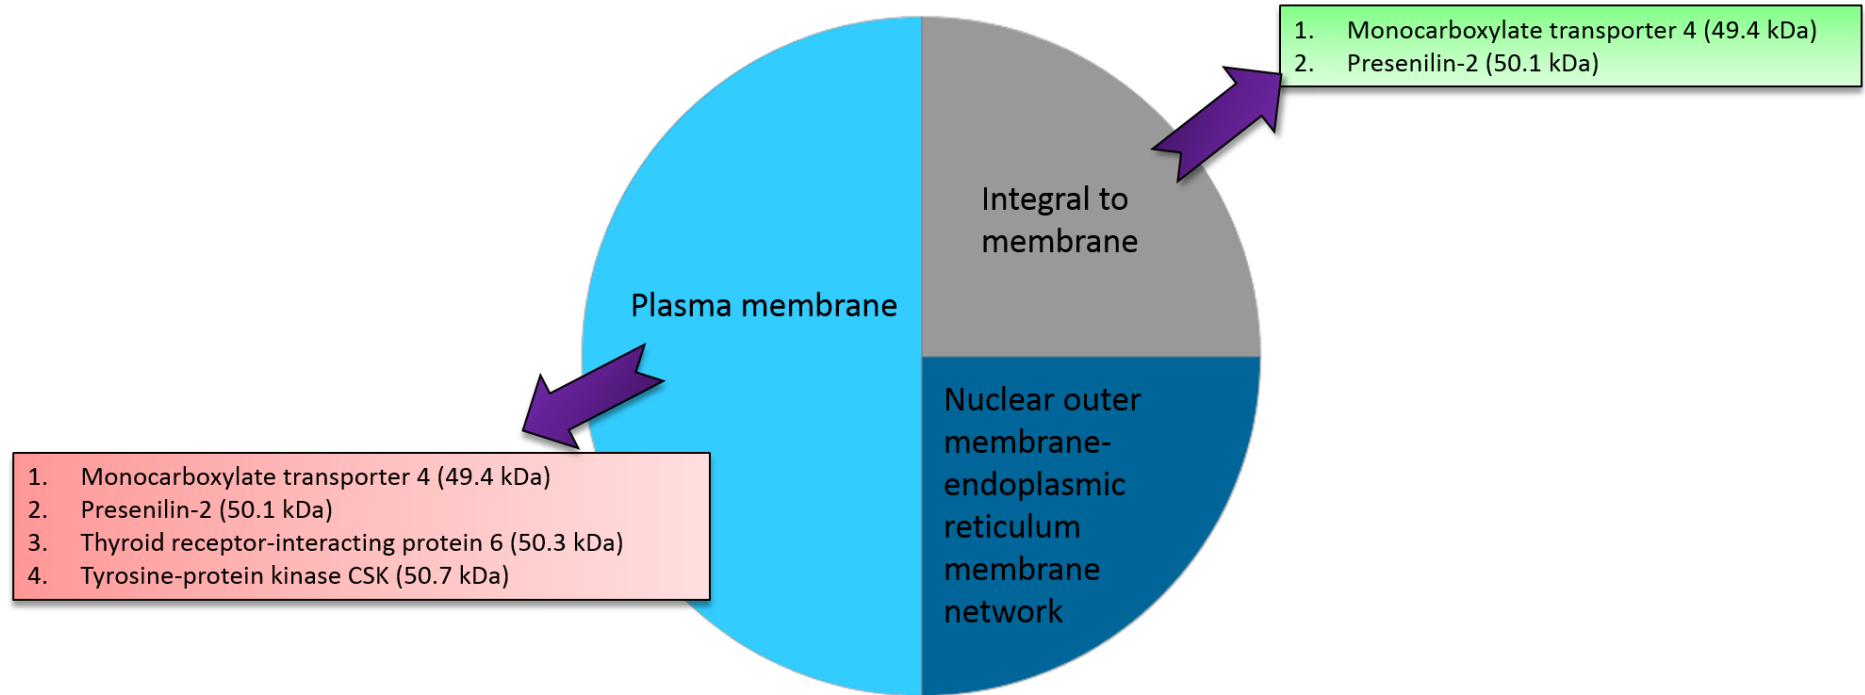 1. Monocarboxylate transporter 4 (49.4 kDa)
2. Presenilin-2 (50.1 kDa)
Integral to
membrane
Plasma membrane
Nuclear outer
membrane-
endoplasmic
reticulum
membrane
network
1. Monocarboxylate transporter 4 (49.4 kDa)
2. Presenilin-2 (50.1 kDa)
3. Thyroid receptor-interacting protein 6 (50.3 kDa)
4. Tyrosine-protein kinase CSK (50.7 kDa)